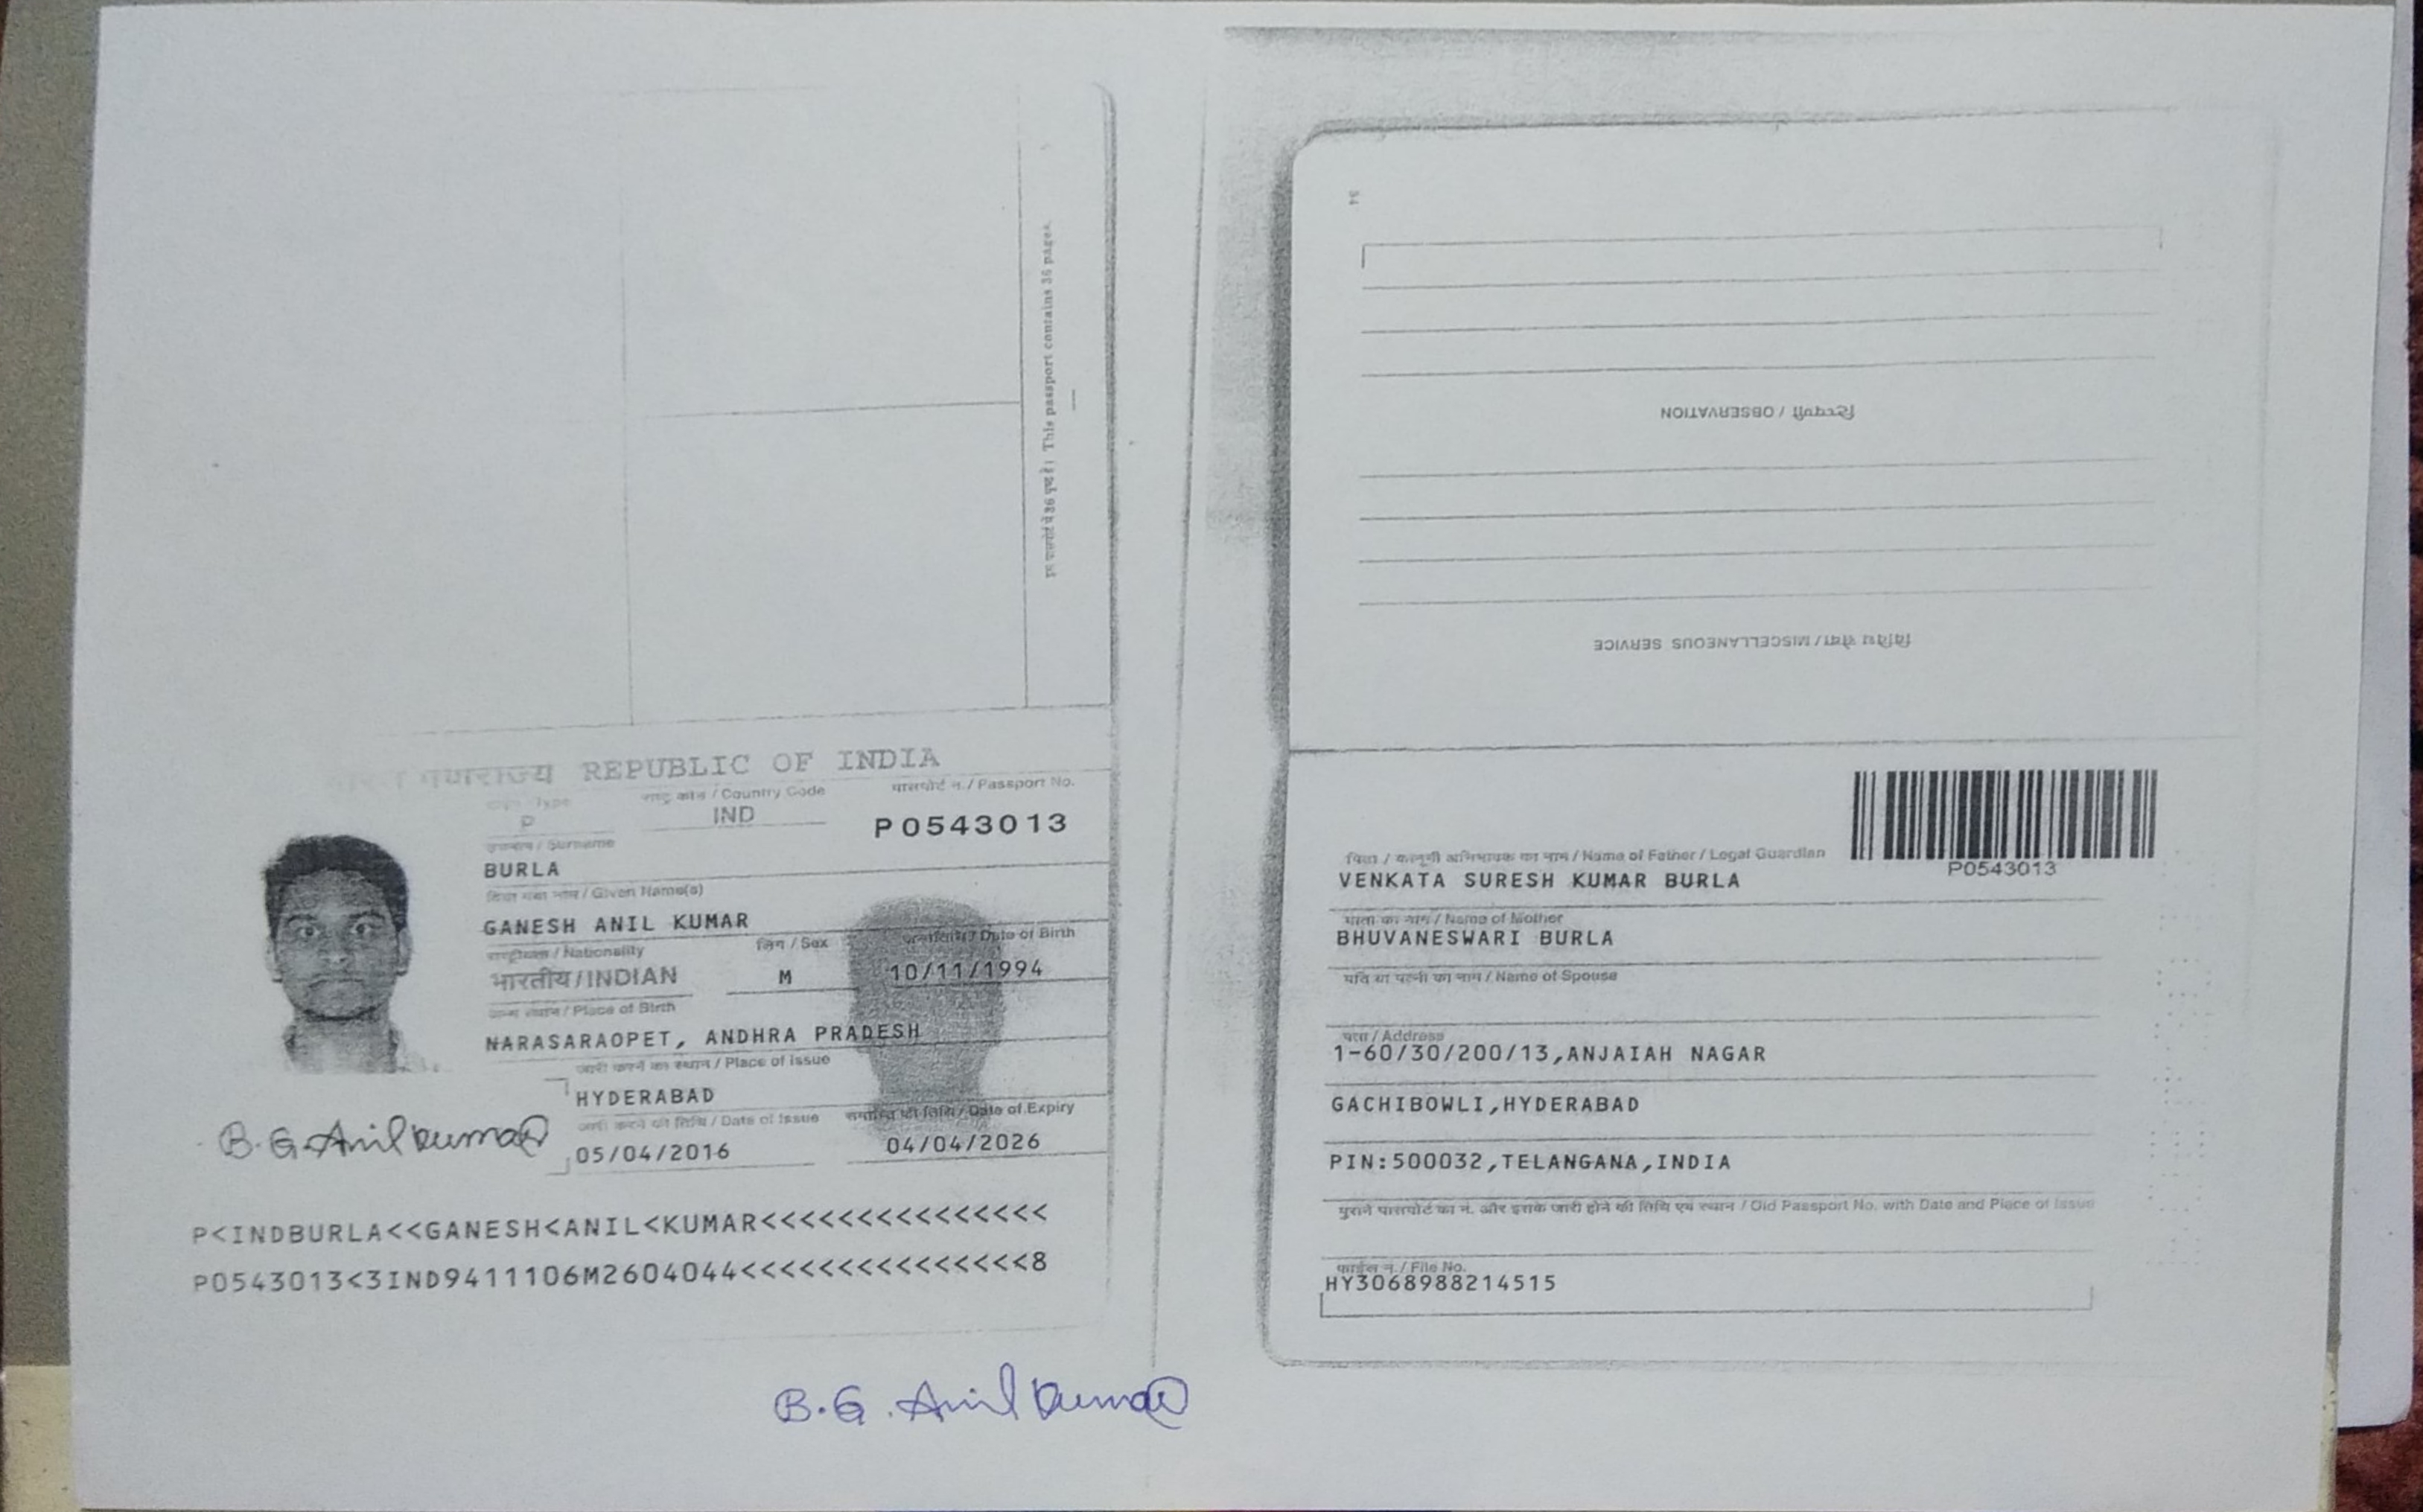 इस पासपोर्ट में 36 पृष्ठ हैं। This passport contains 36 pages.
गणराज्य REPUBLIC OF INDIA
Type राष्ट्र कोड / Country Code पासपोर्ट न. / Passport No.
P IND P0543013
उपनाम / Surname
BURLA
दिया गया नाम / Given Name(s)
GANESH ANIL KUMAR
राष्ट्रीयता / Nationality लिंग / Sex जन्मतिथि / Date of Birth
भारतीय / INDIAN M 10/11/1994
जन्म स्थान / Place of Birth
NARASARAOPET, ANDHRA PRADESH
जारी करने का स्थान / Place of Issue
HYDERABAD
जारी करने की तिथि / Date of Issue समाप्ति की तिथि / Date of Expiry
05/04/2016 04/04/2026
B.G.Anil kumar
P<INDBURLA<<GANESH<ANIL<KUMAR<<<<<<<<<<<<<<<
P0543013<3IND9411106M2604044<<<<<<<<<<<<<<<8
B.G. Anil kumar
34
टिप्पणी / OBSERVATION
विविध सेवा / MISCELLANEOUS SERVICE
P0543013
पिता / कानूनी अभिभावक का नाम / Name of Father / Legal Guardian
VENKATA SURESH KUMAR BURLA
माता का नाम / Name of Mother
BHUVANESWARI BURLA
पति या पत्नी का नाम / Name of Spouse
पता / Address
1-60/30/200/13,ANJAIAH NAGAR
GACHIBOWLI,HYDERABAD
PIN:500032,TELANGANA,INDIA
पुराने पासपोर्ट का नं. और इसके जारी होने की तिथि एवं स्थान / Old Passport No. with Date and Place of Issue
फाईल न. / File No.
HY3068988214515